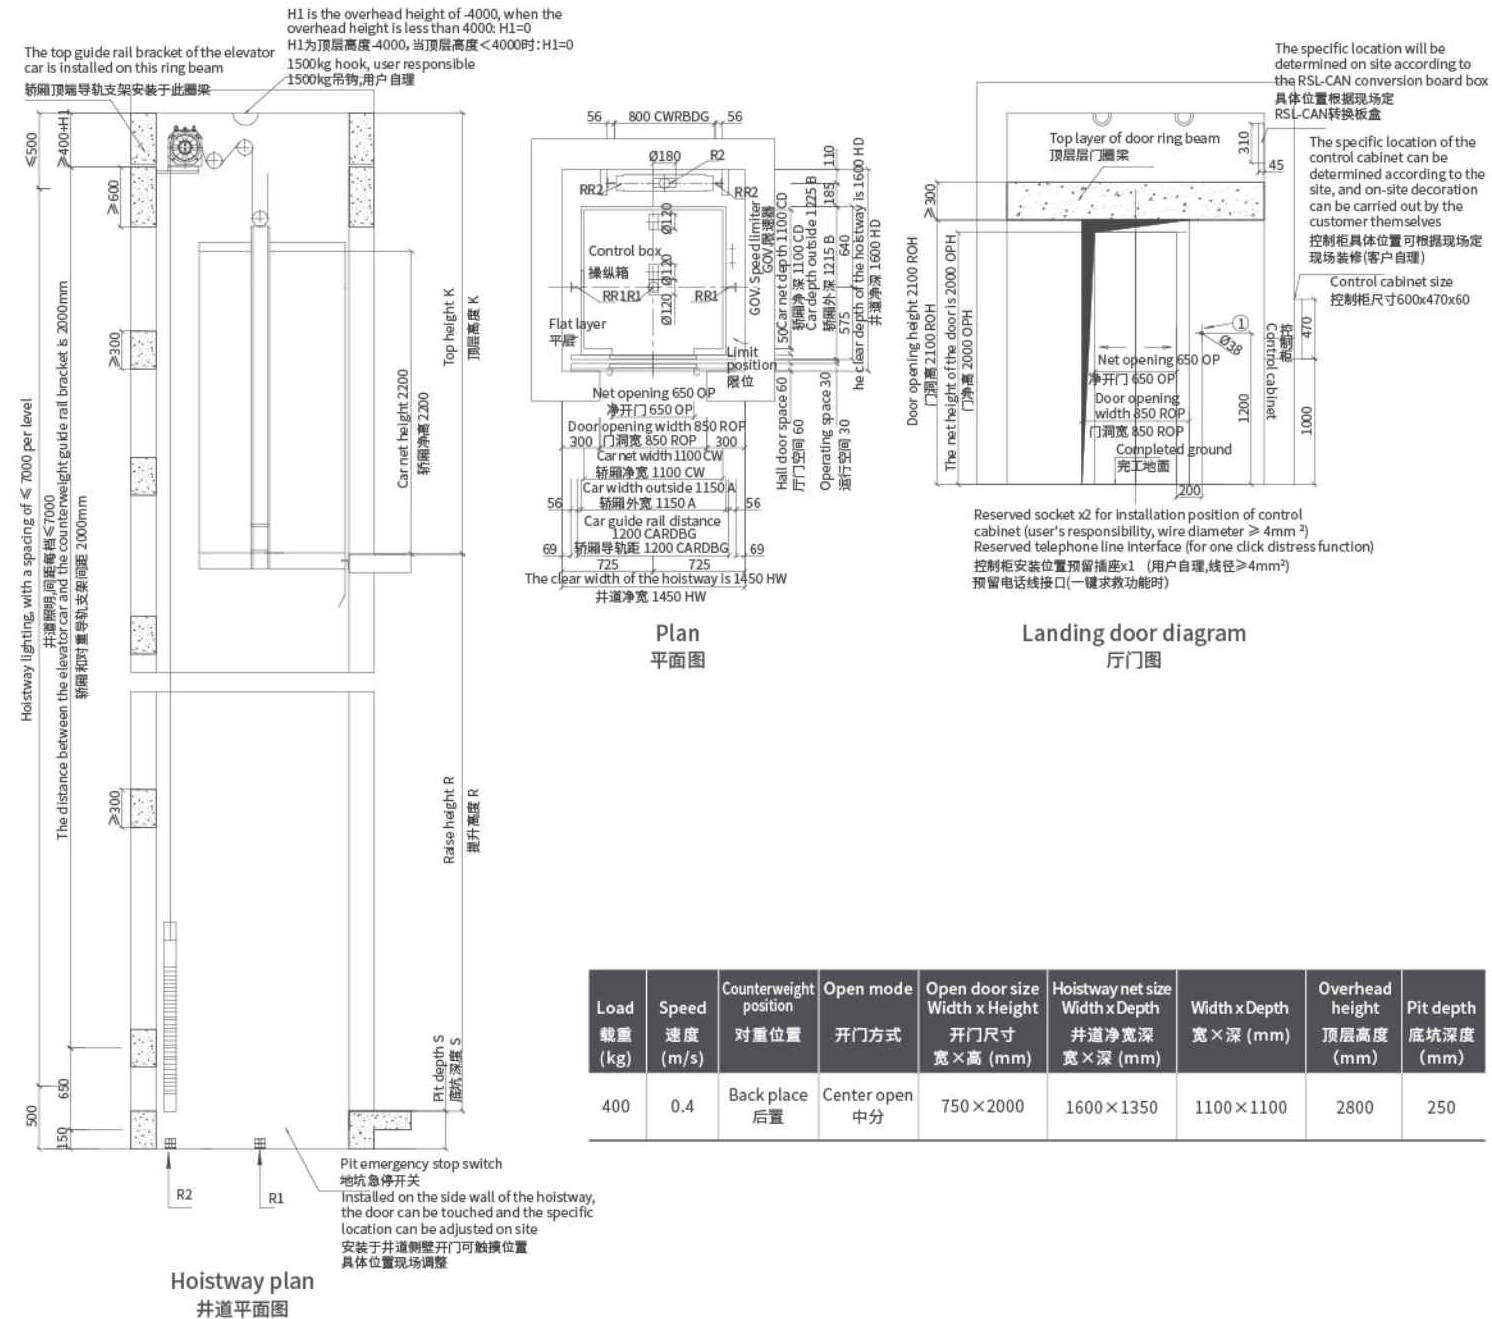 H1 is the overhead height of -4000, when the
overhead height is less than 4000: H1=0
H1为顶层高度-4000, 当顶层高度＜4000时: H1=0
1500kg hook, user responsible
1500kg吊钩,用户自理
The top guide rail bracket of the elevator
car is installed on this ring beam
轿厢顶端导轨支架安装于此圈梁
≤500
≥400+H1
≥600
≥300
Hoistway lighting, with a spacing of ≤ 7000 per level
井道照明,间距每档≤7000
The distance between the elevator car and the counterweight guide rail bracket is 2000mm
轿厢和对重导轨支架间距 2000mm
Top height K
顶层高度 K
Car net height 2200
轿厢净高 2200
≥300
Raise height R
提升高度 R
Pit depth S
底坑深度 S
650
500
150
R2
R1
Pit emergency stop switch
地坑急停开关
Installed on the side wall of the hoistway,
the door can be touched and the specific
location can be adjusted on site
安装于井道侧壁开门可触摸位置
具体位置现场调整
Hoistway plan
井道平面图
56
800 CWRBDG
56
Ø180
R2
RR2
RR2
Ø120
Control box
操纵箱
Ø120
RR1R1
RR1
Ø120
Flat layer
平层
Limit
position
限位
GOV. Speed limiter
GOV.限速器
110
185
640
575
50
Car net depth 1100 CD
轿厢净深 1100 CD
Car depth outside 1225 B
轿厢外深 1215 B
he clear depth of the hoistway is 1600 HD
井道净深 1600 HD
Net opening 650 OP
净开门 650 OP
Door opening width 850 ROP
300
门洞宽 850 ROP
300
Car net width 1100 CW
轿厢净宽 1100 CW
Car width outside 1150 A
56
轿厢外宽 1150 A
56
Car guide rail distance
1200 CARDBG
69
轿厢导轨距 1200 CARDBG
69
725
725
The clear width of the hoistway is 1450 HW
井道净宽 1450 HW
Hall door space 60
厅门空间 60
Operating space 30
运行空间 30
Plan
平面图
The specific location will be
determined on site according to
the RSL-CAN conversion board box
具体位置根据现场定
RSL-CAN转换板盒
Top layer of door ring beam
顶层层门圈梁
310
45
The specific location of the
control cabinet can be
determined according to the
site, and on-site decoration
can be carried out by the
customer themselves
控制柜具体位置可根据现场定
现场装修(客户自理)
Control cabinet size
控制柜尺寸600x470x60
≥300
Door opening height 2100 ROH
门洞高 2100 ROH
The net height of the door is 2000 OPH
门净高 2000 OPH
①
Ø38
Net opening 650 OP
净开门 650 OP
Door opening
width 850 ROP
门洞宽 850 ROP
Completed ground
完工地面
200
1200
控制柜
Control cabinet
470
1000
Reserved socket x2 for installation position of control
cabinet (user's responsibility, wire diameter ≥ 4mm ²)
Reserved telephone line interface (for one click distress function)
控制柜安装位置预留插座x1 (用户自理,线径≥4mm²)
预留电话线接口(一键求救功能时)
Landing door diagram
厅门图
Load
载重
(kg)
Speed
速度
(m/s)
Counterweight
position
对重位置
Open mode
开门方式
Open door size
Width x Height
开门尺寸
宽×高 (mm)
Hoistway net size
Width x Depth
井道净宽深
宽×深 (mm)
Width x Depth
宽×深 (mm)
Overhead
height
顶层高度
(mm)
Pit depth
底坑深度
(mm)
400
0.4
Back place
后置
Center open
中分
750×2000
1600×1350
1100×1100
2800
250